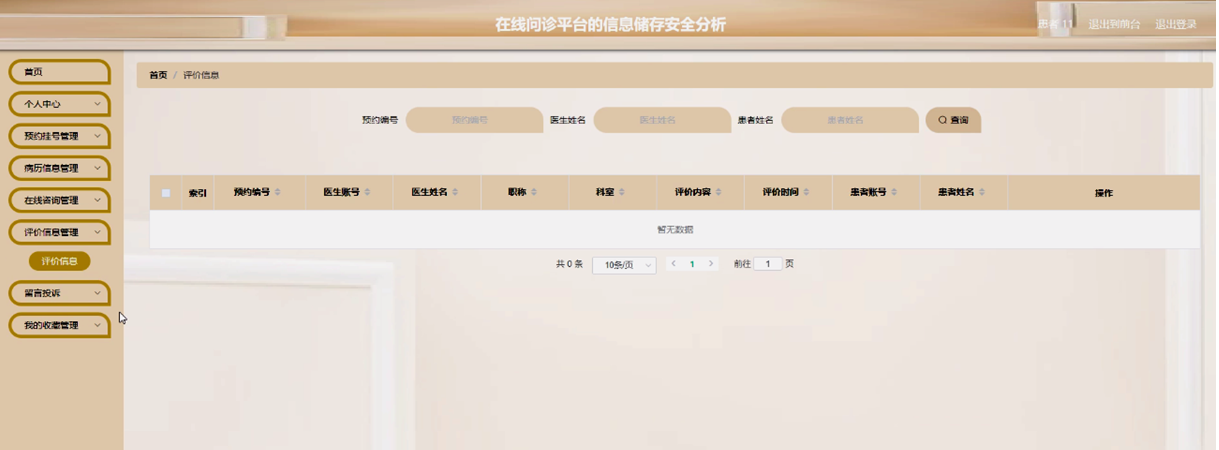 在线问诊平台的信息储存安全分析
患者 11 退出到前台 退出登录
首页
个人中心
预约挂号管理
病历信息管理
在线咨询管理
评价信息管理
评价信息
留言投诉
我的收藏管理
首页 / 评价信息
预约编号 预约编号 医生姓名 医生姓名 患者姓名 患者姓名 查询
索引 预约编号 医生账号 医生姓名 职称 科室 评价内容 评价时间 患者账号 患者姓名 操作
暂无数据
共 0 条 10条/页 1 前往 1 页